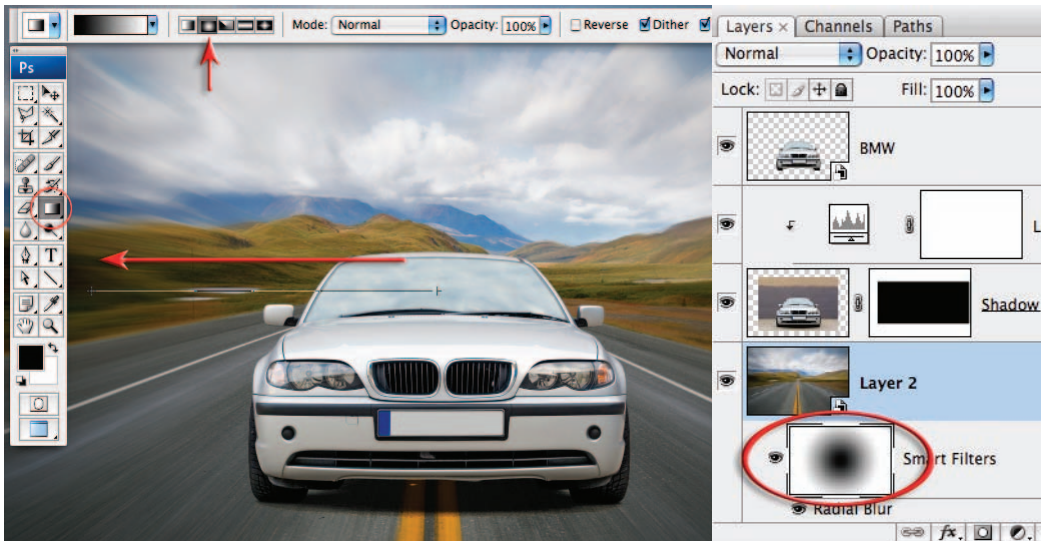 Mode: Normal Opacity: 100% Reverse Dither
Ps
T
Layers × Channels Paths
Normal Opacity: 100%
Lock: Fill: 100%
BMW
L
Shadow
Layer 2
Smart Filters
Radial Blur
fx